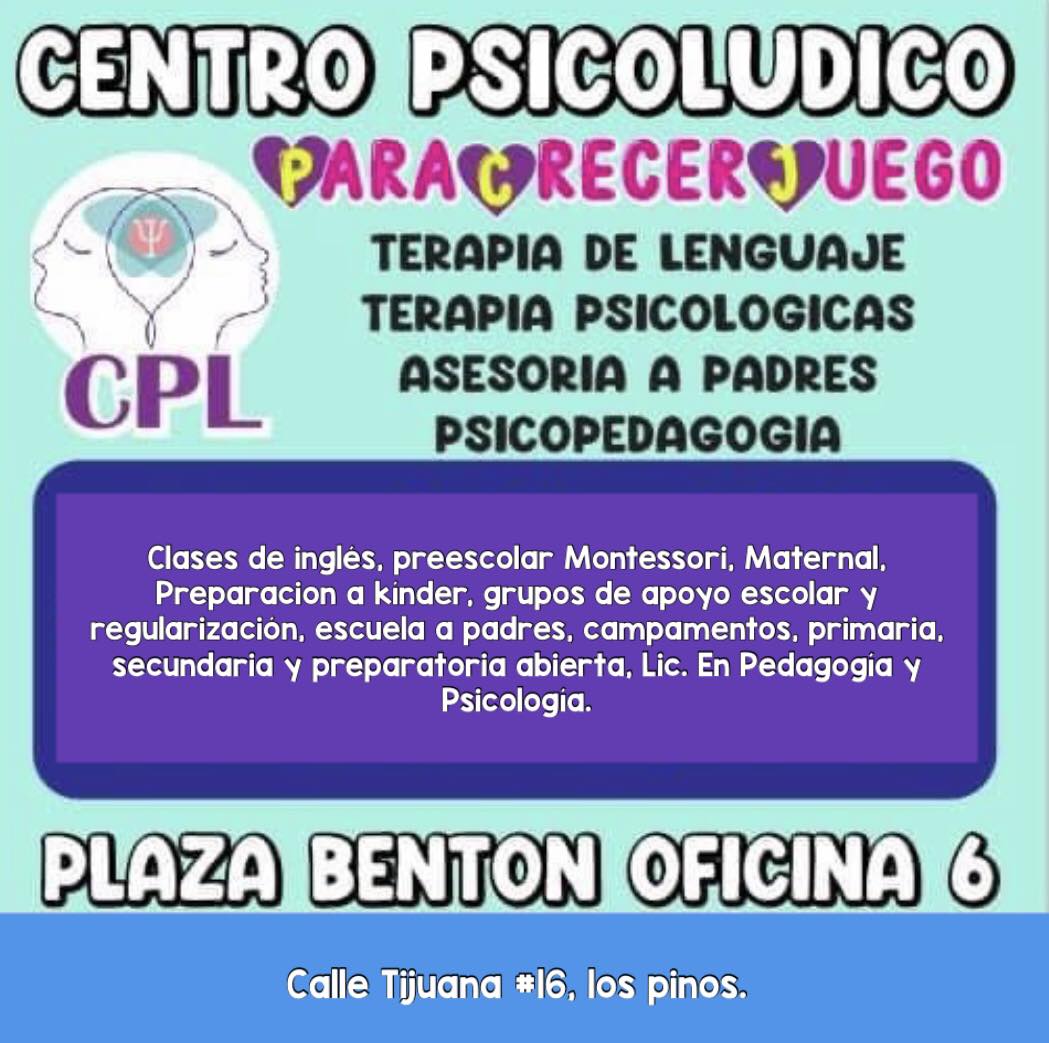 CENTRO PSICOLUDICO
PARA CRECER JUEGO
Ψ
CPL
TERAPIA DE LENGUAJE
TERAPIA PSICOLOGICAS
ASESORIA A PADRES
PSICOPEDAGOGIA
Clases de inglés, preescolar Montessori, Maternal,
Preparacion a kínder, grupos de apoyo escolar y
regularización, escuela a padres, campamentos, primaria,
secundaria y preparatoria abierta, Lic. En Pedagogía y
Psicología.
PLAZA BENTON OFICINA 6
Calle Tijuana #16, los pinos.